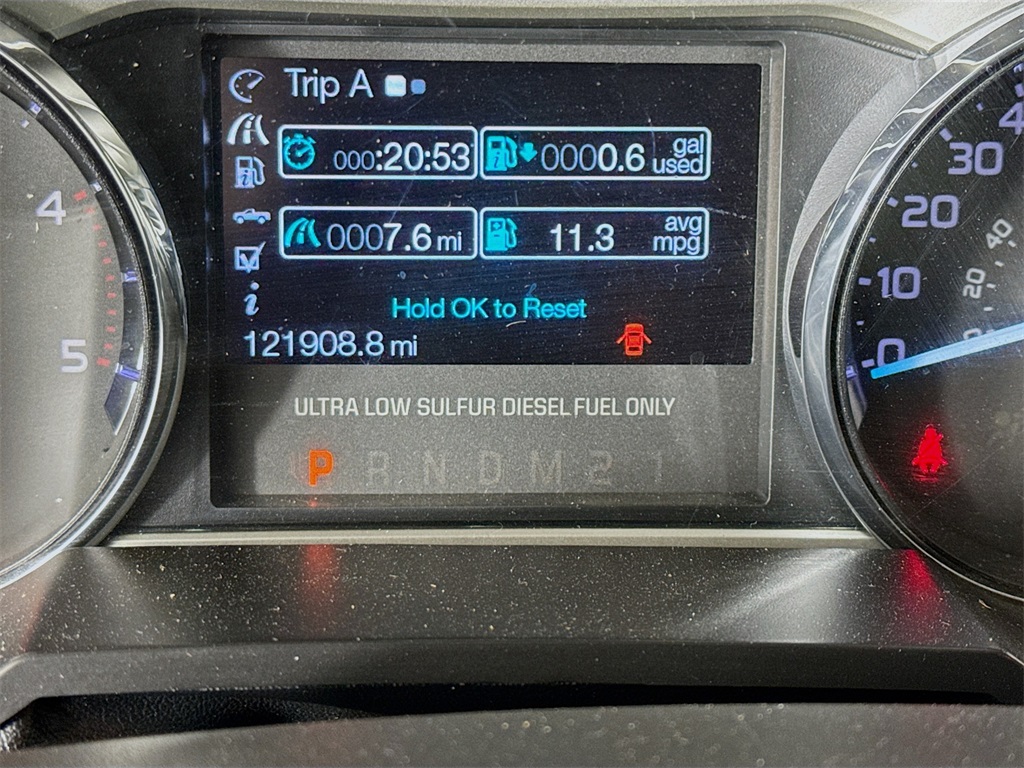 Trip A
000:20:53
0000.6 gal used
0007.6 mi
11.3 avg mpg
Hold OK to Reset
121908.8 mi
ULTRA LOW SULFUR DIESEL FUEL ONLY
P R N D M 2 1
4
5
30
20
10
0
40
20